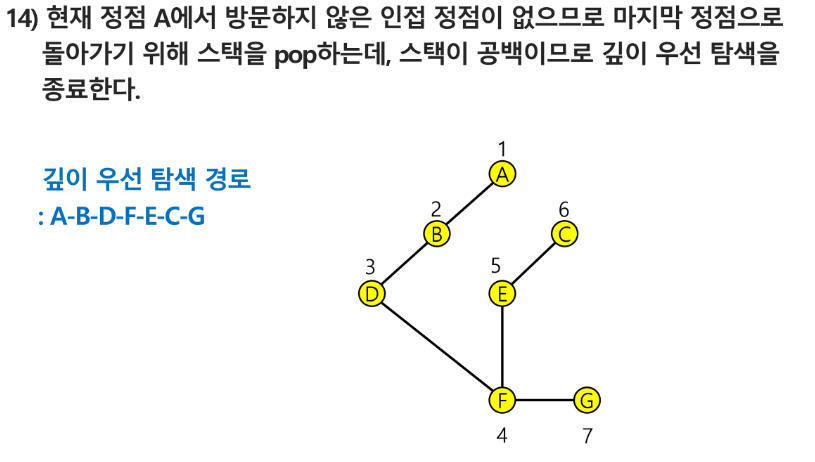 14) 현재 정점 A에서 방문하지 않은 인접 정점이 없으므로 마지막 정점으로
돌아가기 위해 스택을 pop하는데, 스택이 공백이므로 깊이 우선 탐색을
종료한다.
깊이 우선 탐색 경로
: A-B-D-F-E-C-G
1
A
2
B
6
C
3
D
5
E
F
G
4
7